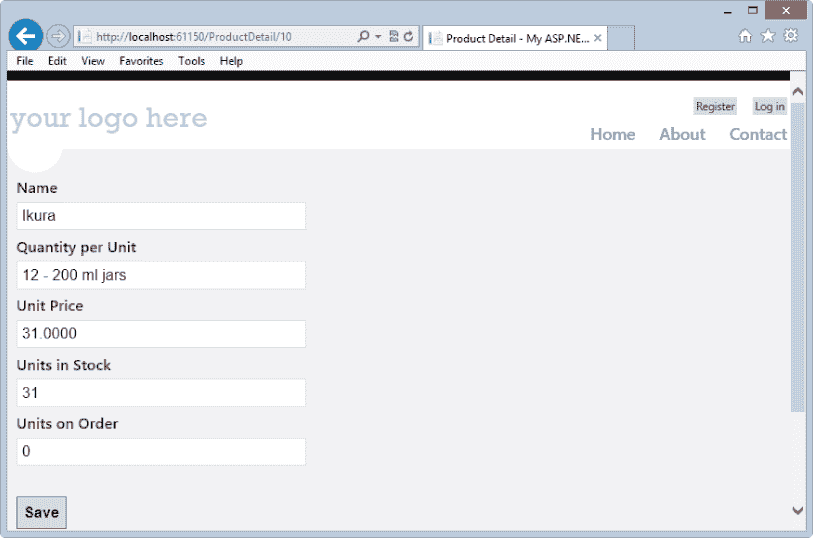 http://localhost:61150/ProductDetail/10
Product Detail - My ASP.NE...
File Edit View Favorites Tools Help
Register Log in
your logo here
Home About Contact
Name
Ikura
Quantity per Unit
12 - 200 ml jars
Unit Price
31.0000
Units in Stock
31
Units on Order
0
Save